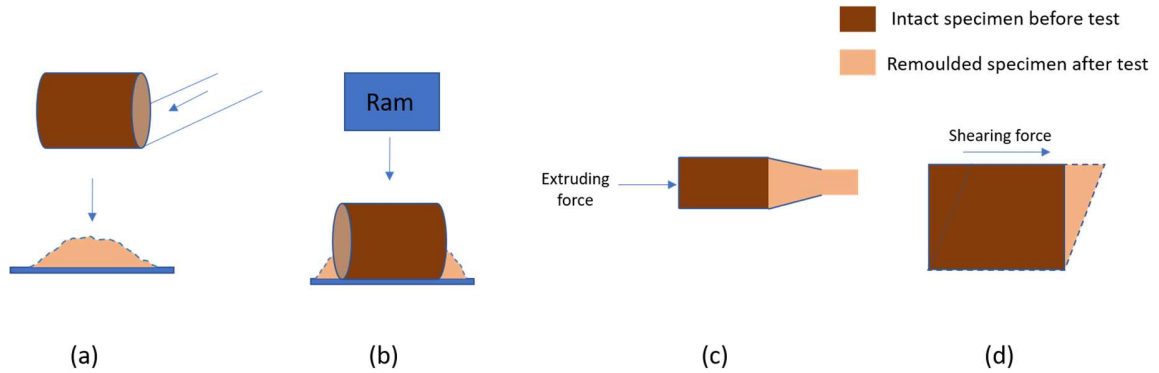 Intact specimen before test
Remoulded specimen after test
Ram
Shearing force
Extruding
force
(a)
(b)
(c)
(d)